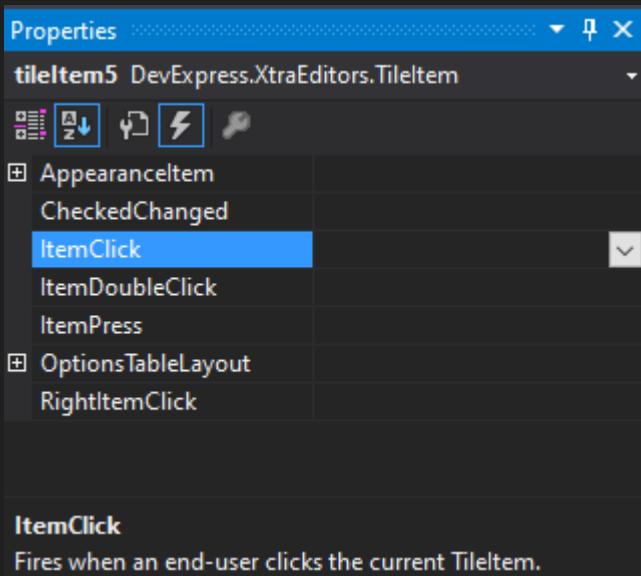 Properties
tileItem5 DevExpress.XtraEditors.TileItem
AppearanceItem
CheckedChanged
ItemClick
ItemDoubleClick
ItemPress
OptionsTableLayout
RightItemClick
ItemClick
Fires when an end-user clicks the current TileItem.